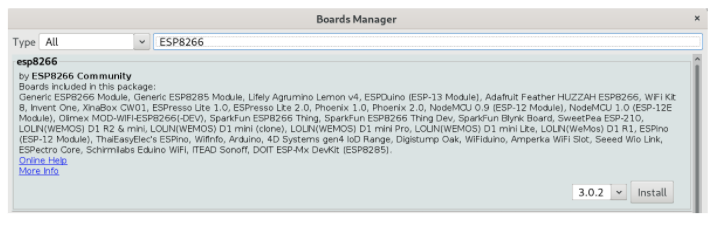 Boards Manager ×
Type All ESP8266
esp8266
by ESP8266 Community
Boards included in this package:
Generic ESP8266 Module, Generic ESP8285 Module, Lifely Agrumino Lemon v4, ESPDuino (ESP-13 Module), Adafruit Feather HUZZAH ESP8266, WiFi Kit
8, Invent One, XinaBox CW01, ESPresso Lite 1.0, ESPresso Lite 2.0, Phoenix 1.0, Phoenix 2.0, NodeMCU 0.9 (ESP-12 Module), NodeMCU 1.0 (ESP-12E
Module), Olimex MOD-WIFI-ESP8266(-DEV), SparkFun ESP8266 Thing, SparkFun ESP8266 Thing Dev, SparkFun Blynk Board, SweetPea ESP-210,
LOLIN(WEMOS) D1 R2 & mini, LOLIN(WEMOS) D1 mini (clone), LOLIN(WEMOS) D1 mini Pro, LOLIN(WEMOS) D1 mini Lite, LOLIN(WeMos) D1 R1, ESPino
(ESP-12 Module), ThaiEasyElec's ESPino, WifInfo, Arduino, 4D Systems gen4 IoD Range, Digistump Oak, WiFiduino, Amperka WiFi Slot, Seeed Wio Link,
ESPectro Core, Schirmilabs Eduino WiFi, ITEAD Sonoff, DOIT ESP-Mx DevKit (ESP8285).
Online Help
More Info
3.0.2 Install